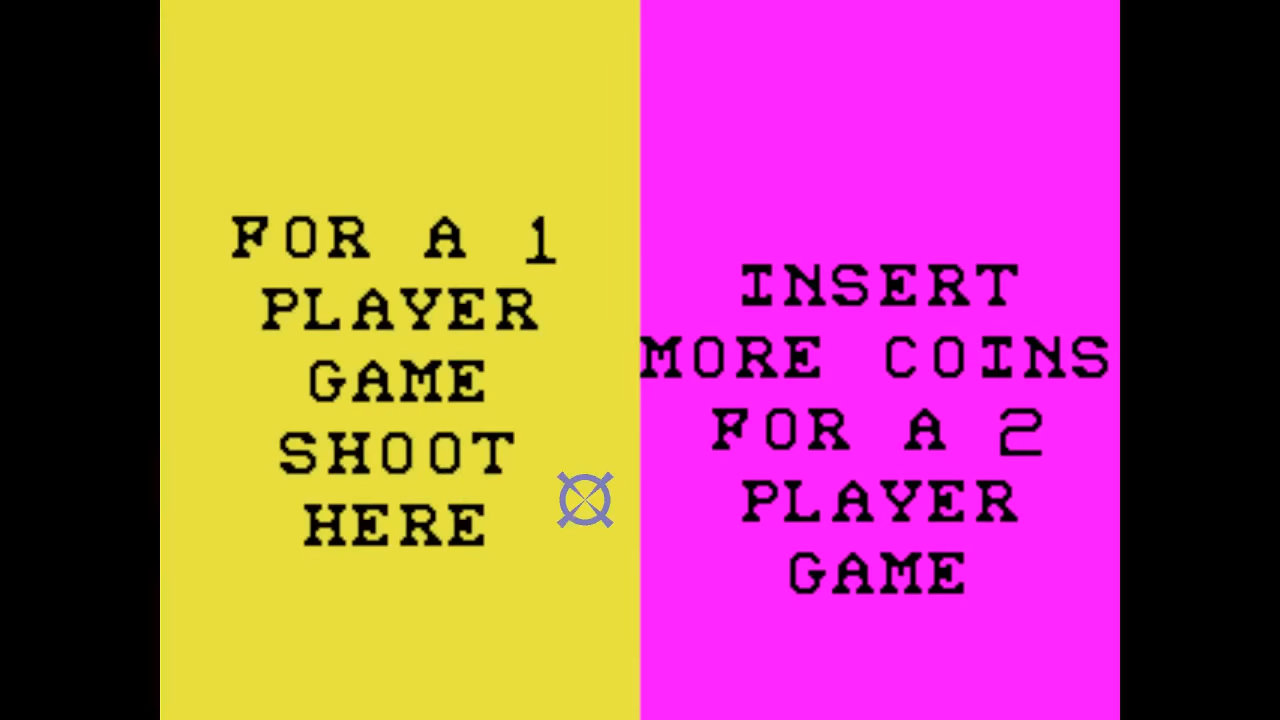 FOR A 1
PLAYER
GAME
SHOOT
HERE
INSERT
MORE COINS
FOR A 2
PLAYER
GAME